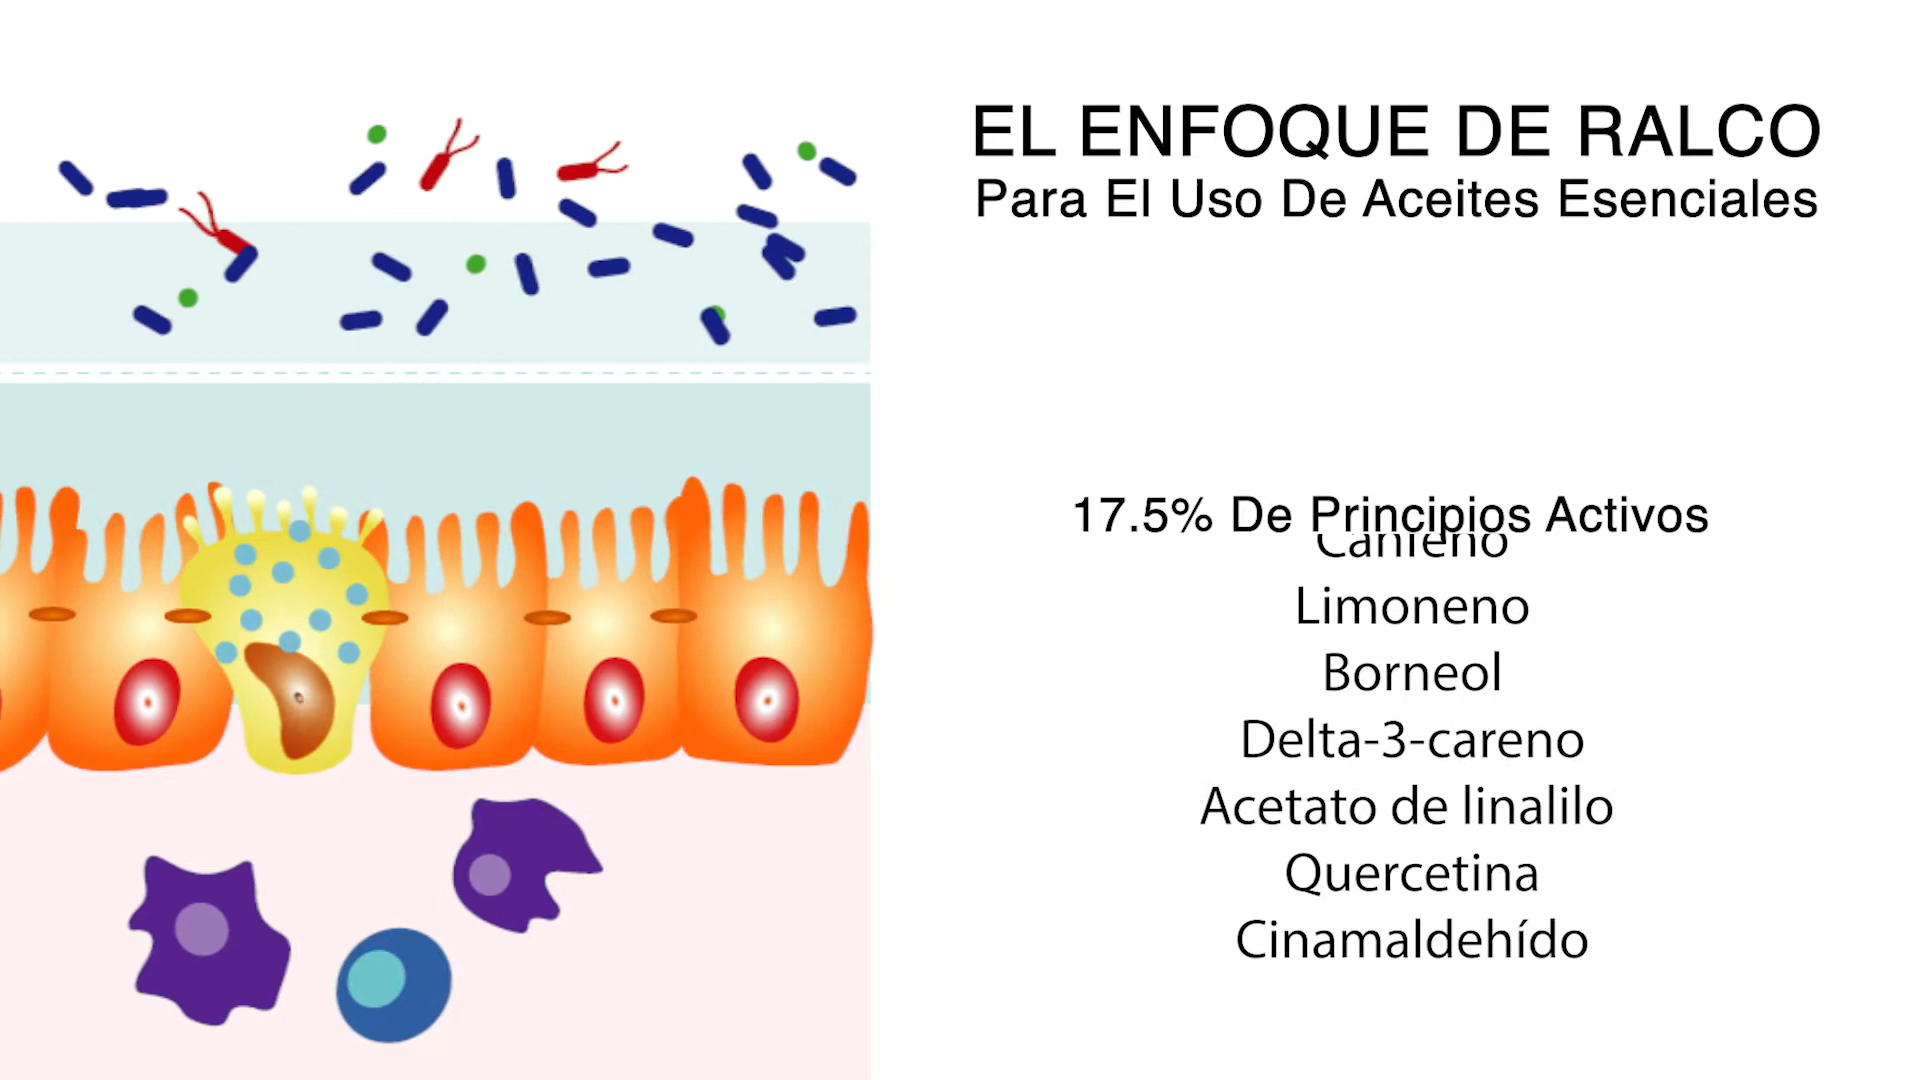 EL ENFOQUE DE RALCO
Para El Uso De Aceites Esenciales
17.5% De Principios Activos
Canfeno
Limoneno
Borneol
Delta-3-careno
Acetato de linalilo
Quercetina
Cinamaldehído